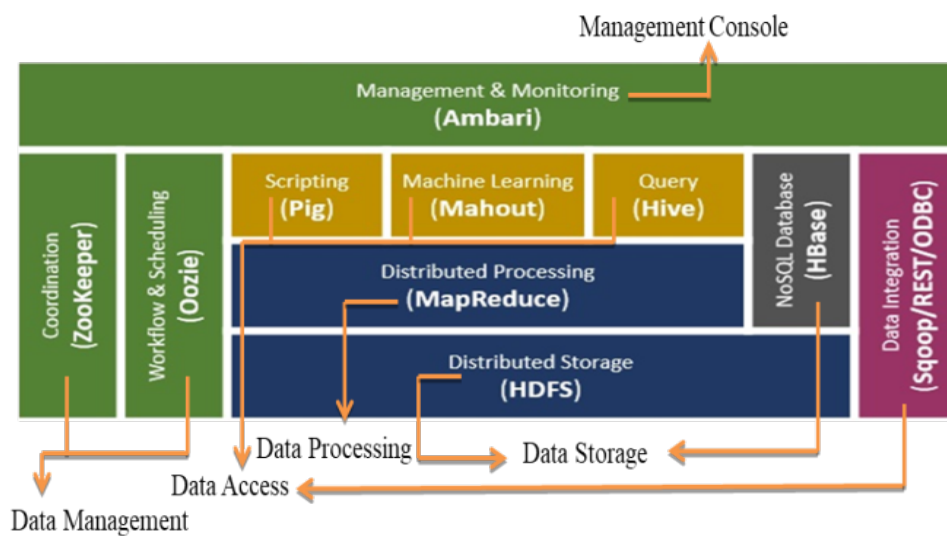 Management Console
Management & Monitoring
(Ambari)
Coordination
(ZooKeeper)
Workflow & Scheduling
(Oozie)
Scripting
(Pig)
Machine Learning
(Mahout)
Query
(Hive)
Distributed Processing
(MapReduce)
Distributed Storage
(HDFS)
NoSQL Database
(HBase)
Data Integration
(Sqoop/REST/ODBC)
Data Processing
Data Storage
Data Access
Data Management